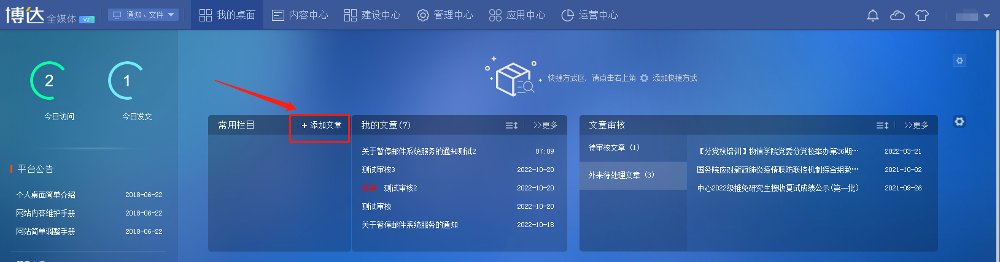 博达 全媒体 V2 通知、文件 我的桌面 内容中心 建设中心 管理中心 应用中心 运营中心
2 1
今日访问 今日发文
快捷方式区，请点击右上角 添加快捷方式
常用栏目 + 添加文章
我的文章(7) >>更多
关于暂停邮件系统服务的通知测试2 07:09
测试审核3 2022-10-20
测试审核2 2022-10-20
测试审核 2022-10-20
关于暂停邮件系统服务的通知 2022-10-18
文章审核 >>更多
待审核文章 (1)
外来待处理文章 (3)
【分党校培训】物信学院党委分党校举办第36期… 2022-03-21
国务院应对新冠肺炎疫情联防联控机制综合组致… 2021-10-02
中心2022级推免研究生接收复试成绩公示(第一批) 2021-09-26
平台公告
个人桌面简单介绍 2018-06-22
网站内容维护手册 2018-06-22
网站简单调整手册 2018-06-22